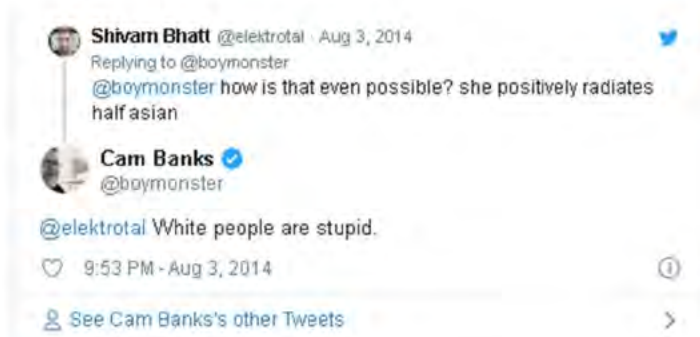 Shivam Bhatt @elektrotal · Aug 3, 2014
Replying to @boymonster
@boymonster how is that even possible? she positively radiates
half asian
Cam Banks
@boymonster
@elektrotal White people are stupid.
9:53 PM - Aug 3, 2014
See Cam Banks's other Tweets